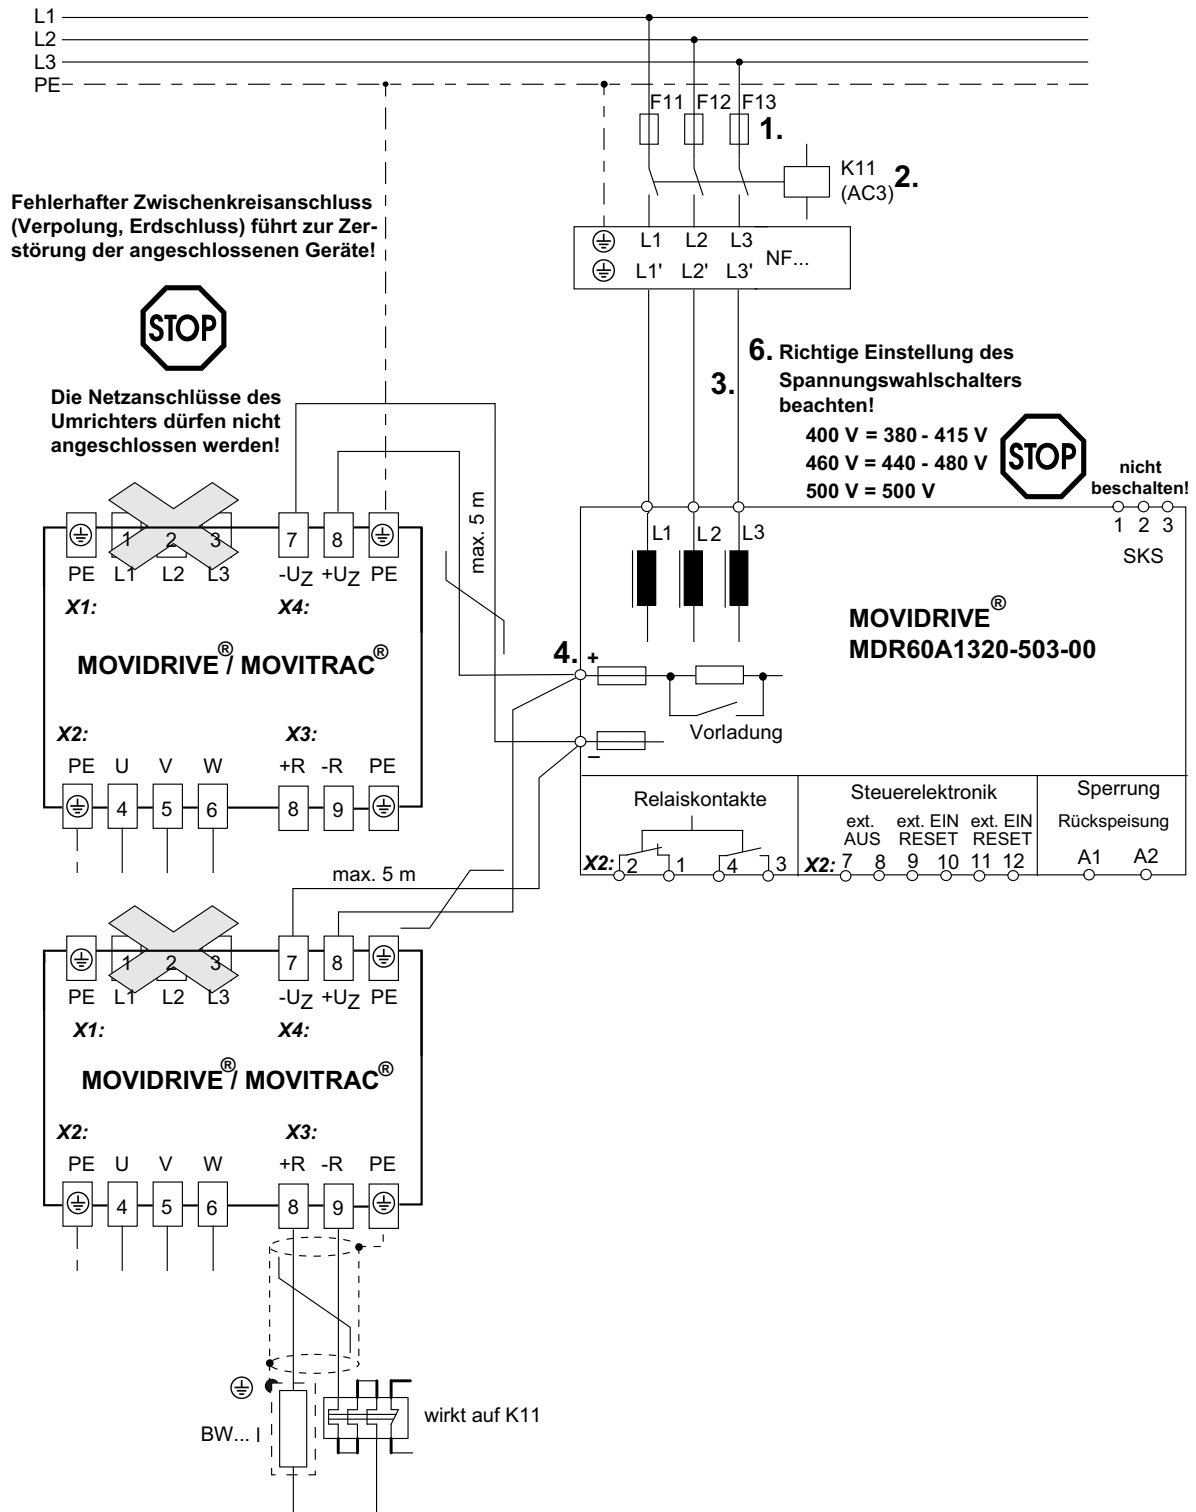 L1
L2
L3
PE
F11 F12 F13
1.
K11
(AC3)
2.
Fehlerhafter Zwischenkreisanschluss
(Verpolung, Erdschluss) führt zur Zer-
störung der angeschlossenen Geräte!
L1 L2 L3
L1' L2' L3'
NF...
STOP
Die Netzanschlüsse des
Umrichters dürfen nicht
angeschlossen werden!
3.
6. Richtige Einstellung des
Spannungswahlschalters
beachten!
400 V = 380 - 415 V
460 V = 440 - 480 V
500 V = 500 V
STOP
nicht
beschalten!
1 2 3
SKS
max. 5 m
L1 L2 L3
1 2 3 7 8
PE L1 L2 L3 -UZ +UZ PE
X1: X4:
MOVIDRIVE® / MOVITRAC®
X2: X3:
PE U V W +R -R PE
4 5 6 8 9
MOVIDRIVE®
MDR60A1320-503-00
4. +
Vorladung
–
Relaiskontakte
X2: 2 1 4 3
Steuerelektronik
ext. ext. EIN ext. EIN
AUS RESET RESET
X2: 7 8 9 10 11 12
Sperrung
Rückspeisung
A1 A2
max. 5 m
1 2 3 7 8
PE L1 L2 L3 -UZ +UZ PE
X1: X4:
MOVIDRIVE® / MOVITRAC®
X2: X3:
PE U V W +R -R PE
4 5 6 8 9
BW...
wirkt auf K11